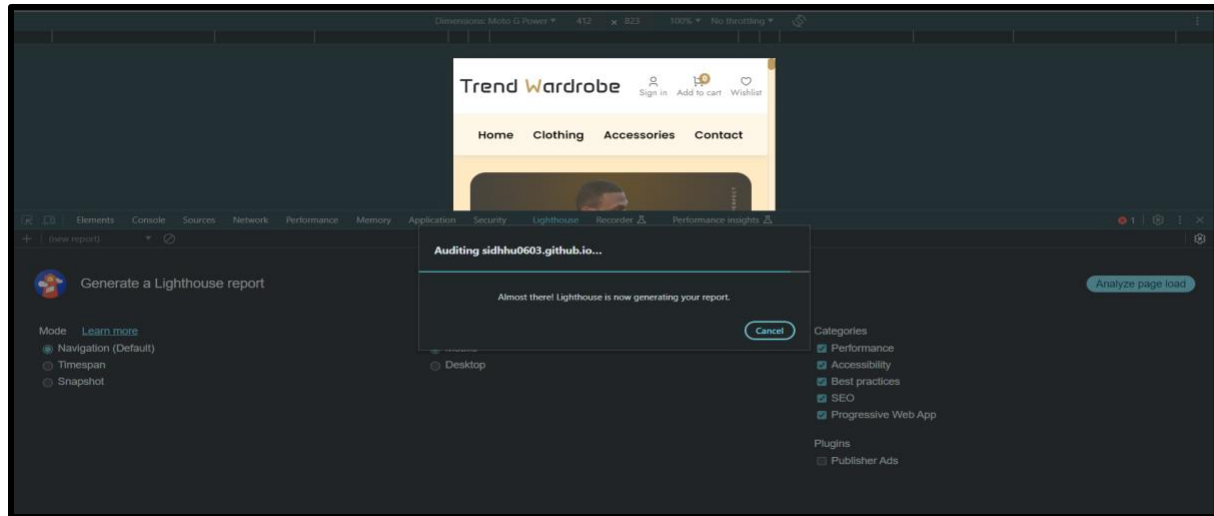 Dimensions: Moto G Power 412 x 823 100% No throttling
Trend Wardrobe
0
Sign in Add to cart Wishlist
Home Clothing Accessories Contact
Elements Console Sources Network Performance Memory Application Security Lighthouse Recorder Performance insights 1
(new report)
Auditing sidhhu0603.github.io...
Almost there! Lighthouse is now generating your report.
Cancel
Generate a Lighthouse report
Analyze page load
Mode Learn more
Navigation (Default)
Timespan
Snapshot
Mobile
Desktop
Categories
Performance
Accessibility
Best practices
SEO
Progressive Web App
Plugins
Publisher Ads